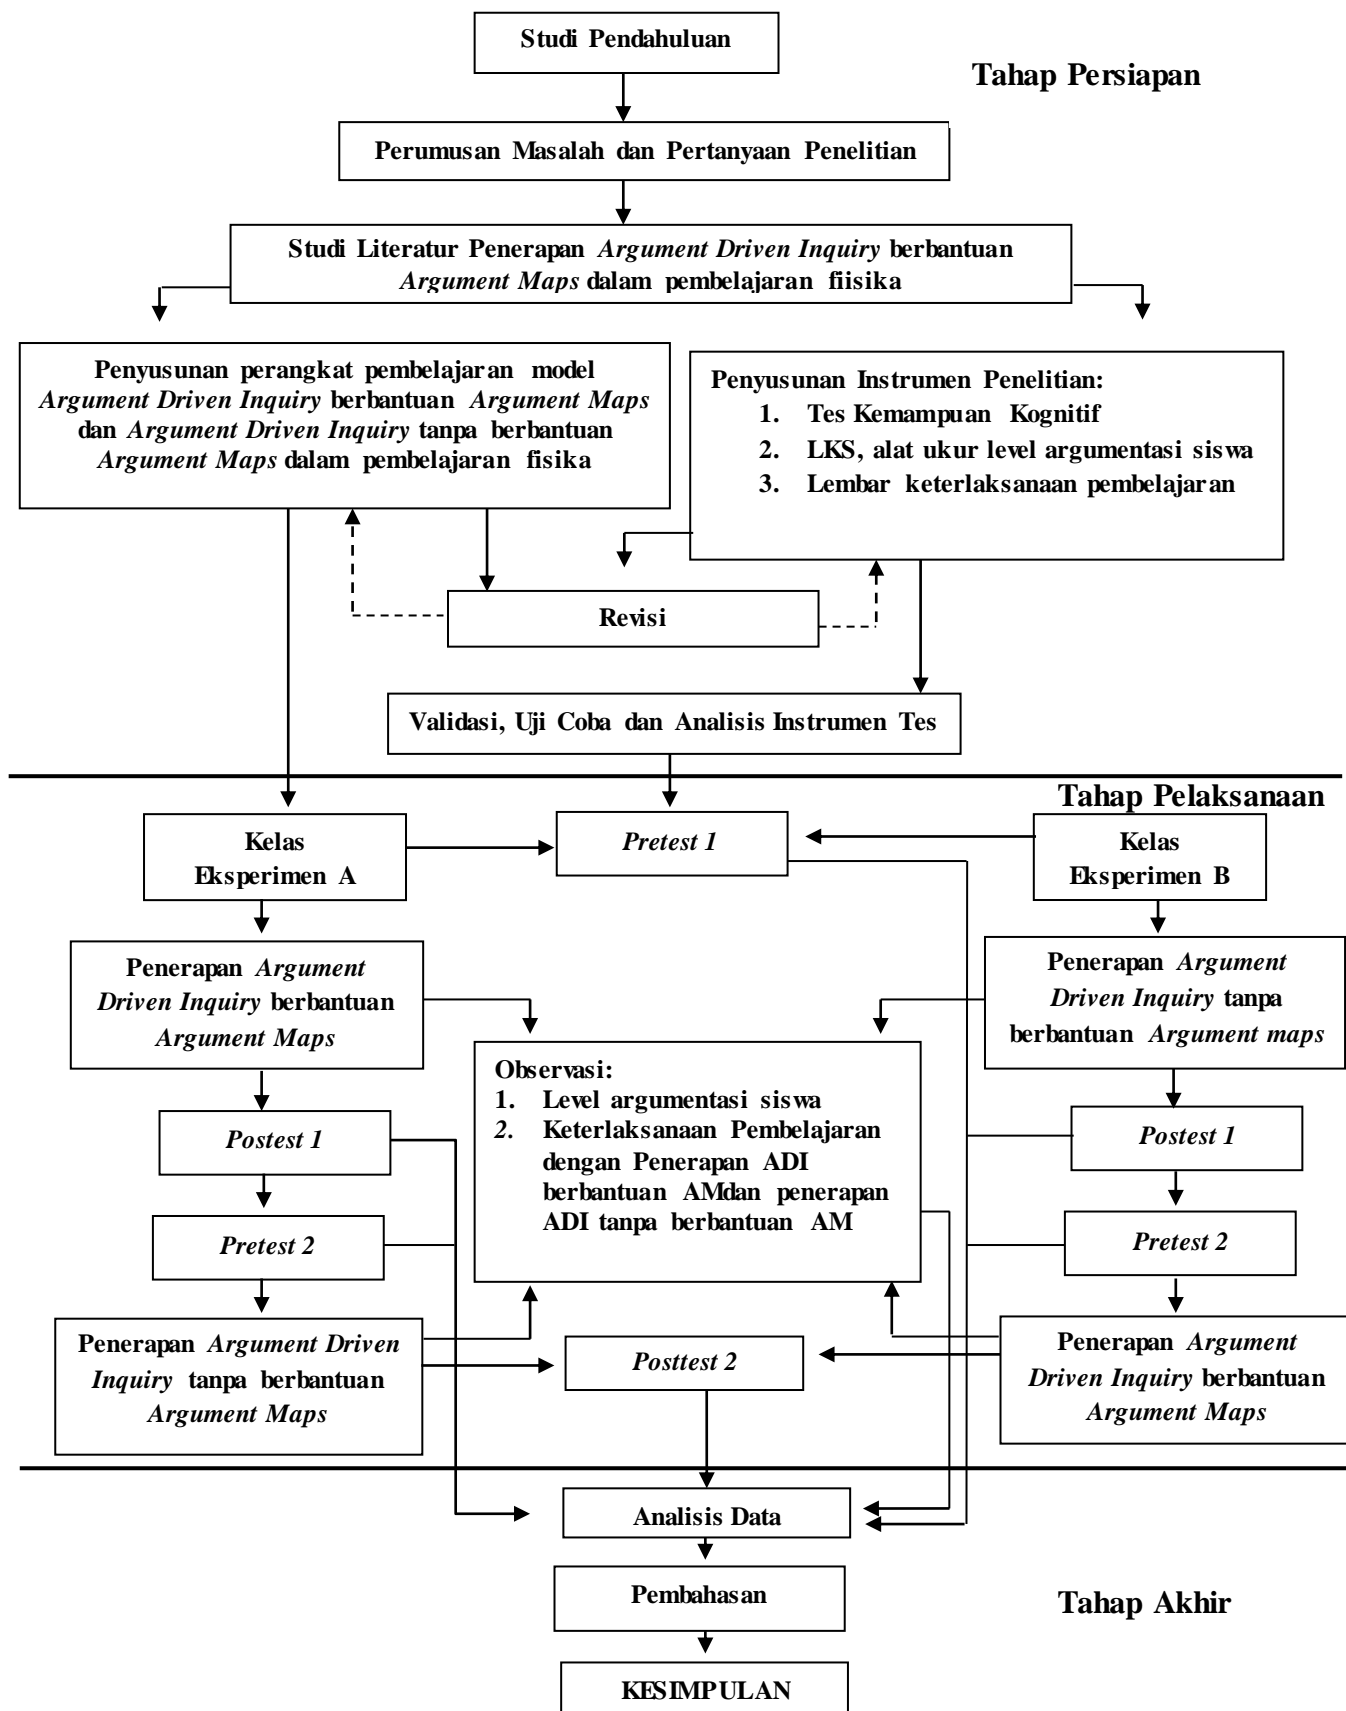 Studi Pendahuluan
Tahap Persiapan
Perumusan Masalah dan Pertanyaan Penelitian
Studi Literatur Penerapan Argument Driven Inquiry berbantuan
Argument Maps dalam pembelajaran fiisika
Penyusunan perangkat pembelajaran model
Argument Driven Inquiry berbantuan Argument Maps
dan Argument Driven Inquiry tanpa berbantuan
Argument Maps dalam pembelajaran fisika
Penyusunan Instrumen Penelitian:
1. Tes Kemampuan Kognitif
2. LKS, alat ukur level argumentasi siswa
3. Lembar keterlaksanaan pembelajaran
Revisi
Validasi, Uji Coba dan Analisis Instrumen Tes
Tahap Pelaksanaan
Kelas
Eksperimen A
Pretest 1
Kelas
Eksperimen B
Penerapan Argument
Driven Inquiry berbantuan
Argument Maps
Penerapan Argument
Driven Inquiry tanpa
berbantuan Argument maps
Observasi:
1. Level argumentasi siswa
2. Keterlaksanaan Pembelajaran
dengan Penerapan ADI
berbantuan AMdan penerapan
ADI tanpa berbantuan AM
Postest 1
Postest 1
Pretest 2
Pretest 2
Penerapan Argument Driven
Inquiry tanpa berbantuan
Argument Maps
Posttest 2
Penerapan Argument
Driven Inquiry berbantuan
Argument Maps
Analisis Data
Pembahasan
Tahap Akhir
KESIMPULAN